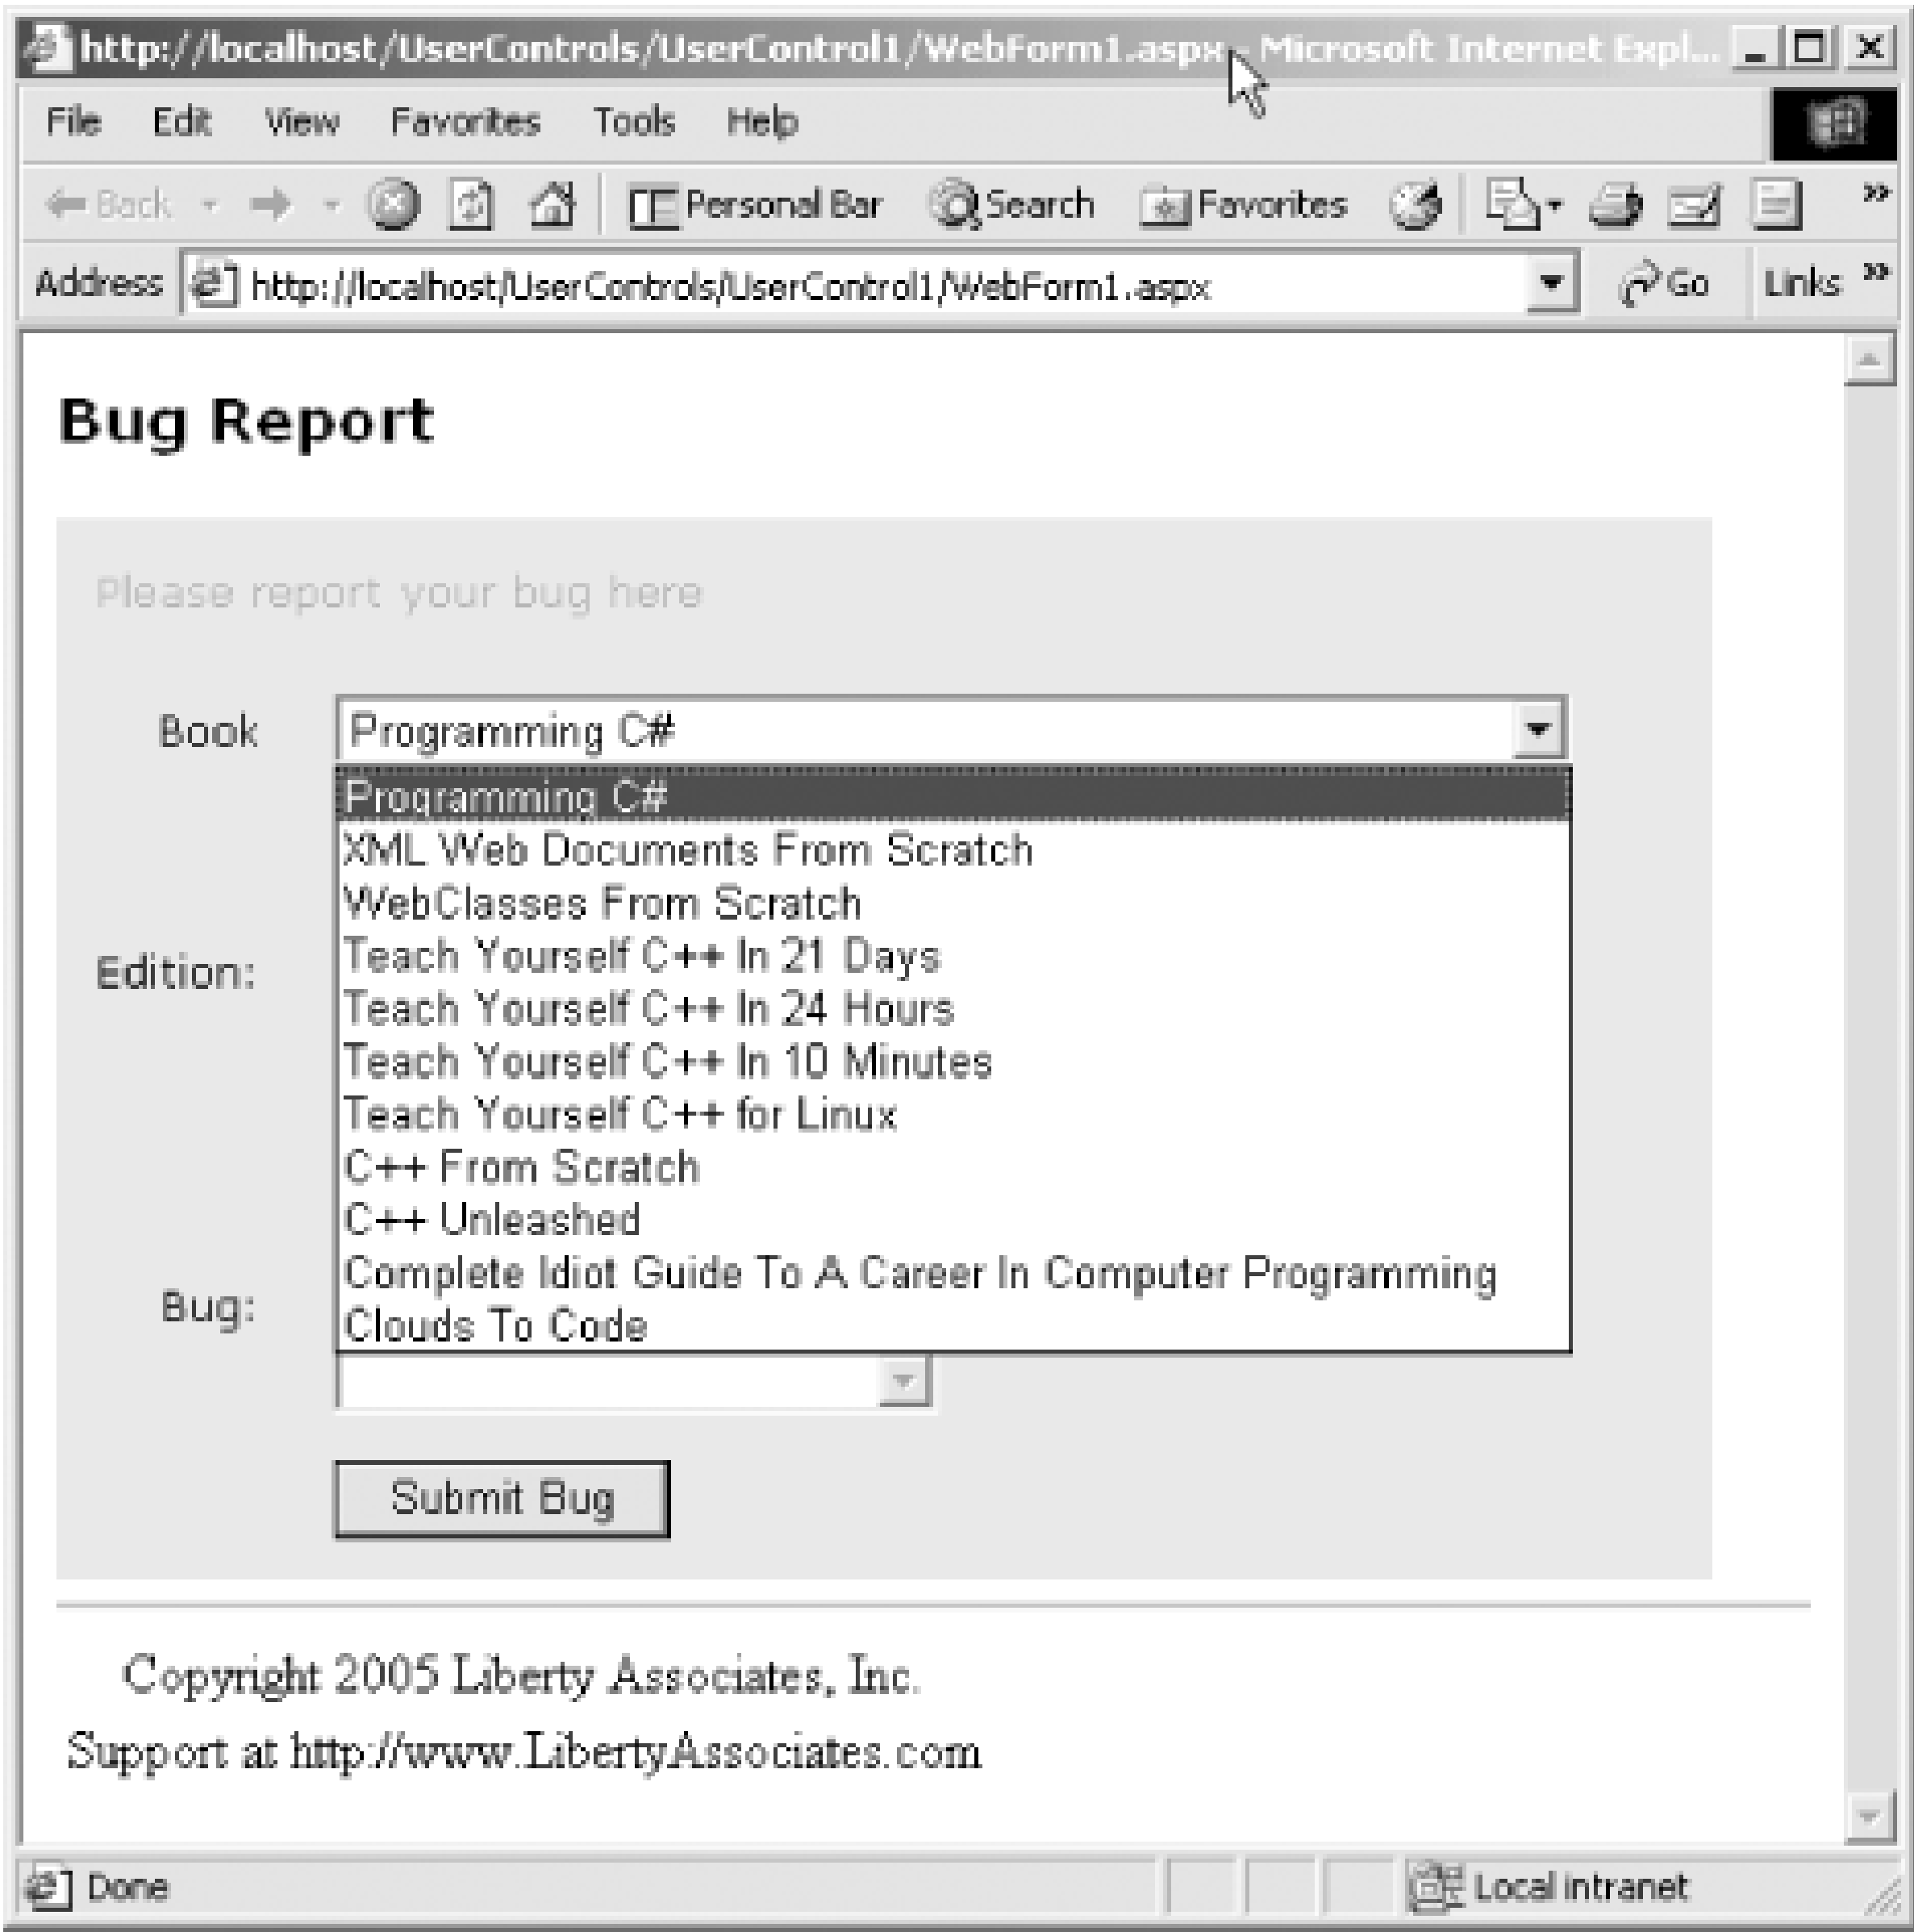 http://localhost/UserControls/UserControl1/WebForm1.aspx - Microsoft Internet Expl...
File Edit View Favorites Tools Help
Back Personal Bar Search Favorites »
Address http://localhost/UserControls/UserControl1/WebForm1.aspx Go Links »
Bug Report
Please report your bug here
Book Programming C#
Programming C#
XML Web Documents From Scratch
WebClasses From Scratch
Teach Yourself C++ In 21 Days
Edition:
Teach Yourself C++ In 24 Hours
Teach Yourself C++ In 10 Minutes
Teach Yourself C++ for Linux
C++ From Scratch
C++ Unleashed
Complete Idiot Guide To A Career In Computer Programming
Bug:
Clouds To Code
Submit Bug
Copyright 2005 Liberty Associates, Inc.
Support at http://www.LibertyAssociates.com
Done Local intranet